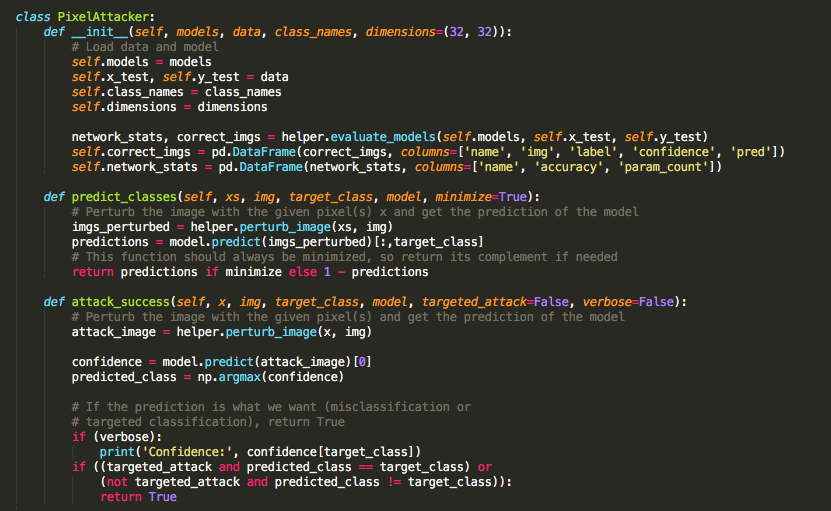 class PixelAttacker:
    def __init__(self, models, data, class_names, dimensions=(32, 32)):
        # Load data and model
        self.models = models
        self.x_test, self.y_test = data
        self.class_names = class_names
        self.dimensions = dimensions

        network_stats, correct_imgs = helper.evaluate_models(self.models, self.x_test, self.y_test)
        self.correct_imgs = pd.DataFrame(correct_imgs, columns=['name', 'img', 'label', 'confidence', 'pred'])
        self.network_stats = pd.DataFrame(network_stats, columns=['name', 'accuracy', 'param_count'])

    def predict_classes(self, xs, img, target_class, model, minimize=True):
        # Perturb the image with the given pixel(s) x and get the prediction of the model
        imgs_perturbed = helper.perturb_image(xs, img)
        predictions = model.predict(imgs_perturbed)[:,target_class]
        # This function should always be minimized, so return its complement if needed
        return predictions if minimize else 1 - predictions

    def attack_success(self, x, img, target_class, model, targeted_attack=False, verbose=False):
        # Perturb the image with the given pixel(s) and get the prediction of the model
        attack_image = helper.perturb_image(x, img)

        confidence = model.predict(attack_image)[0]
        predicted_class = np.argmax(confidence)

        # If the prediction is what we want (misclassification or
        # targeted classification), return True
        if (verbose):
            print('Confidence:', confidence[target_class])
        if ((targeted_attack and predicted_class == target_class) or
            (not targeted_attack and predicted_class != target_class)):
            return True